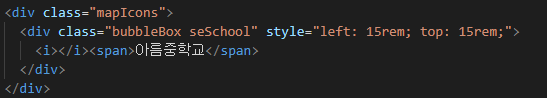 <div class="mapIcons">
<div class="bubbleBox seSchool" style="left: 15rem; top: 15rem;">
<i></i><span>아름중학교</span>
</div>
</div>